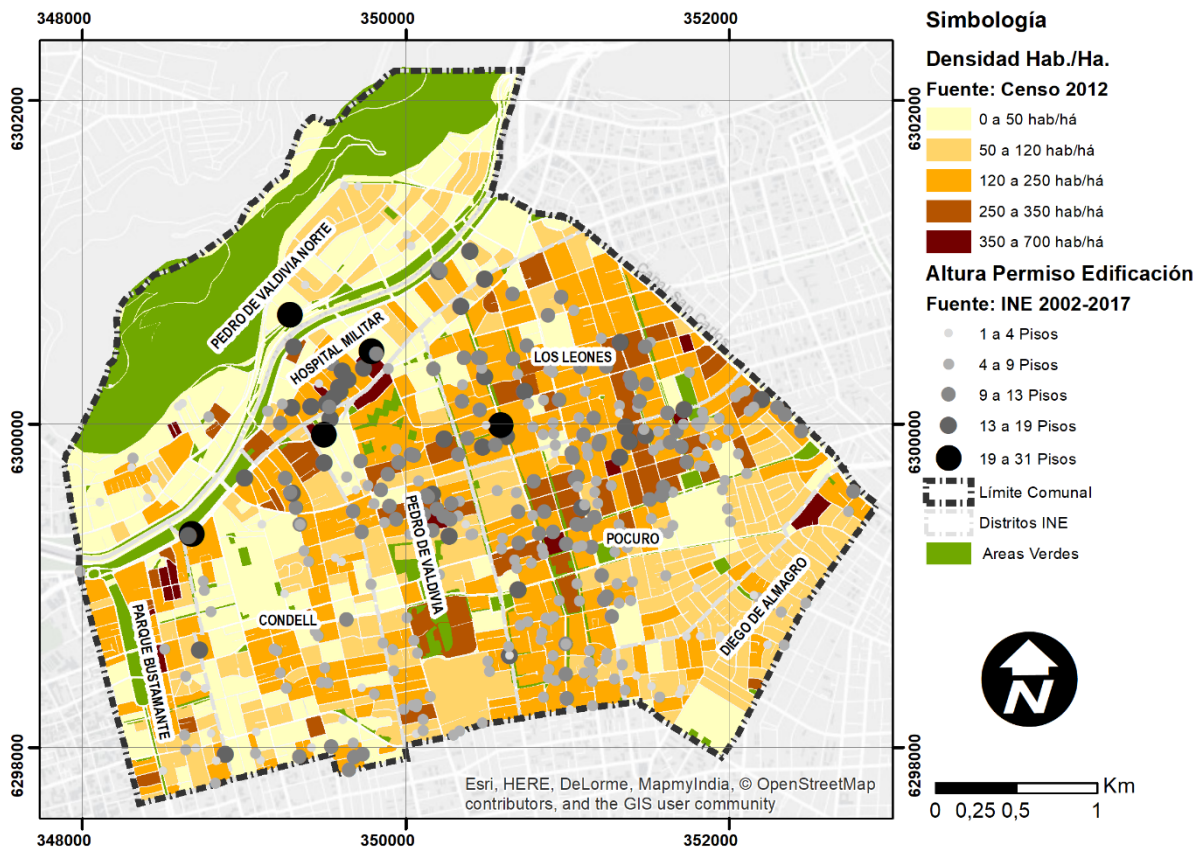 348000
350000
352000
6302000
6302000
6300000
6300000
6298000
6298000
PEDRO DE VALDIVIA NORTE
HOSPITAL MILITAR
LOS LEONES
PEDRO DE VALDIVIA
POCURO
CONDELL
PARQUE BUSTAMANTE
DIEGO DE ALMAGRO
Esri, HERE, DeLorme, MapmyIndia, © OpenStreetMap
contributors, and the GIS user community
348000
350000
352000
Simbología
Densidad Hab./Ha.
Fuente: Censo 2012
0 a 50 hab/há
50 a 120 hab/há
120 a 250 hab/há
250 a 350 hab/há
350 a 700 hab/há
Altura Permiso Edificación
Fuente: INE 2002-2017
1 a 4 Pisos
4 a 9 Pisos
9 a 13 Pisos
13 a 19 Pisos
19 a 31 Pisos
Límite Comunal
Distritos INE
Areas Verdes
N
Km
0 0,25 0,5 1